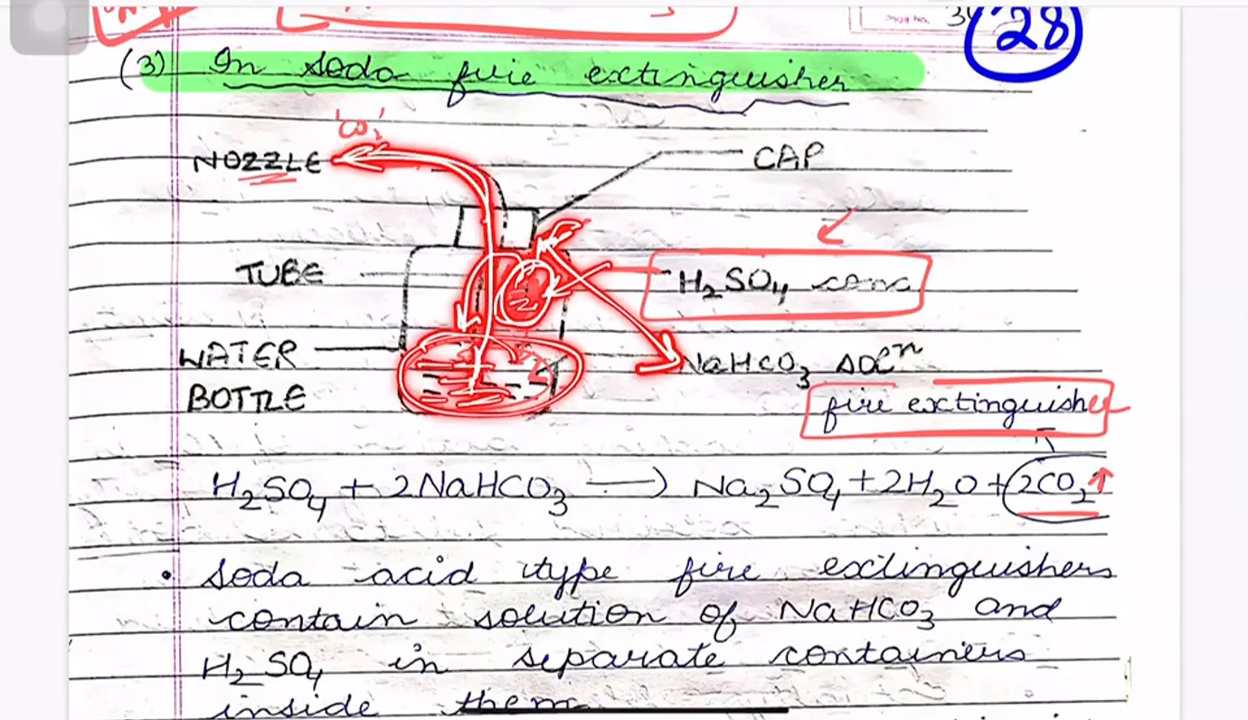 28
(3) In soda fire extinguisher
'CO₂'
NOZZLE
CAP
TUBE
H₂SO₄ conc
WATER
BOTTLE
NaHCO₃ solⁿ
fire extinguisher
H₂SO₄ + 2NaHCO₃ → Na₂SO₄ + 2H₂O + 2CO₂↑
• Soda acid type fire extinguishers
contain solution of NaHCO₃ and
H₂SO₄ in separate containers
inside them